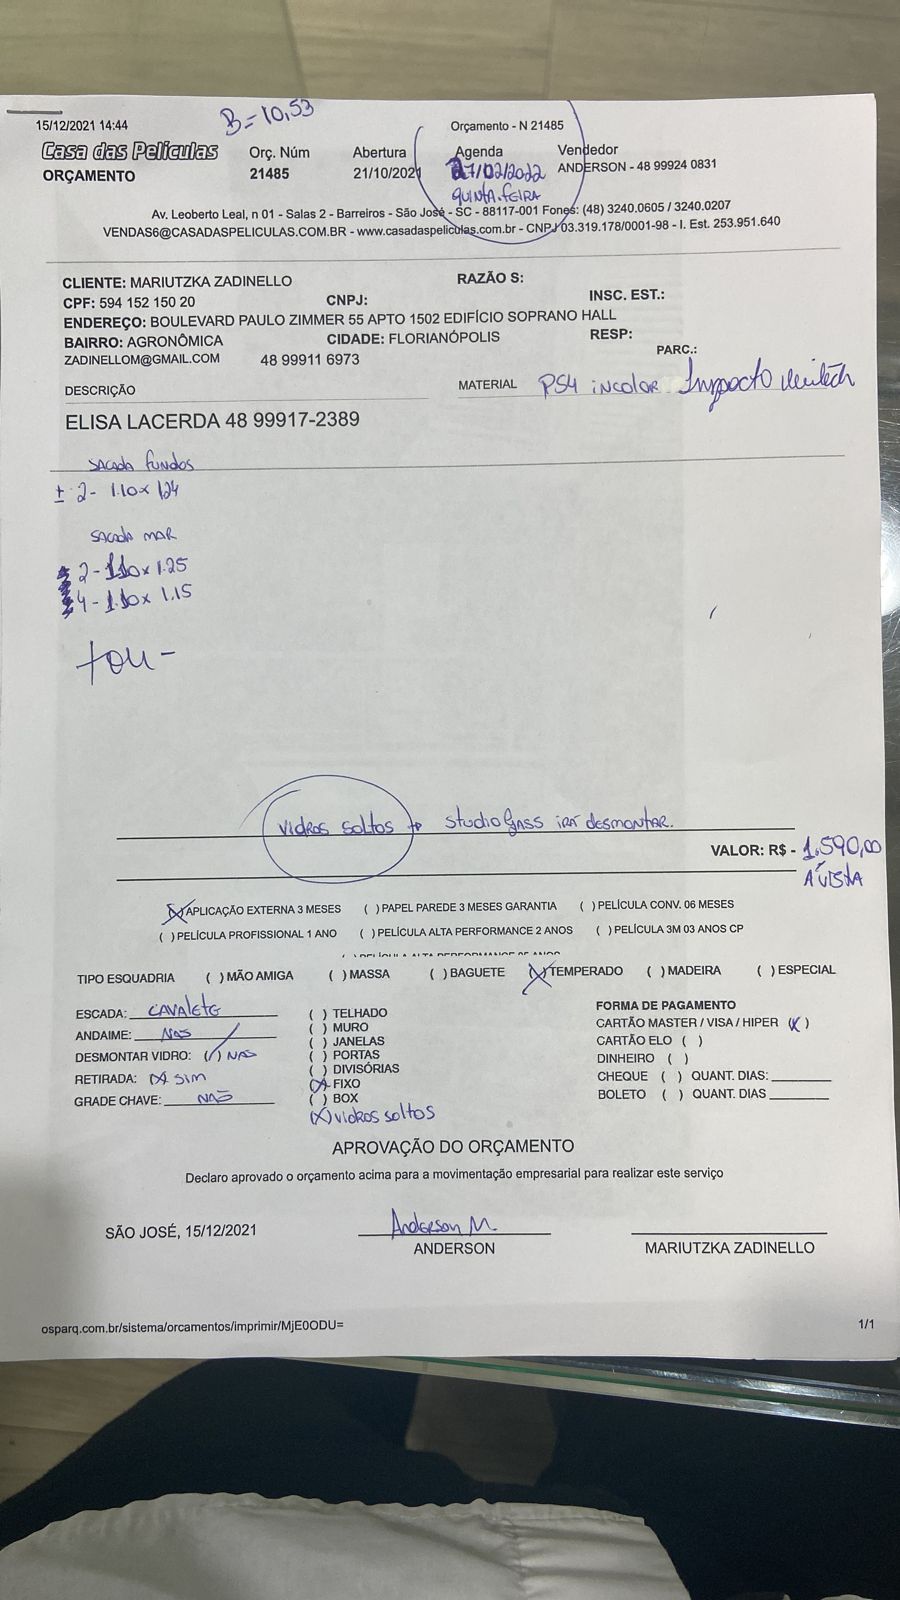 B=10,53
15/12/2021 14:44 Orçamento - N 21485
Casa das Películas Orç. Núm Abertura Agenda Vendedor
ORÇAMENTO 21485 21/10/2021 17/02/2022 ANDERSON - 48 99924 0831
QUINTA-FEIRA
Av. Leoberto Leal, n 01 - Salas 2 - Barreiros - São José - SC - 88117-001 Fones: (48) 3240.0605 / 3240.0207
VENDAS6@CASADASPELICULAS.COM.BR - www.casadaspeliculas.com.br - CNPJ 03.319.178/0001-98 - I. Est. 253.951.640
CLIENTE: MARIUTZKA ZADINELLO RAZÃO S:
CPF: 594 152 150 20 CNPJ: INSC. EST.:
ENDEREÇO: BOULEVARD PAULO ZIMMER 55 APTO 1502 EDIFÍCIO SOPRANO HALL
BAIRRO: AGRONÔMICA CIDADE: FLORIANÓPOLIS RESP:
ZADINELLOM@GMAIL.COM 48 99911 6973 PARC.:
DESCRIÇÃO MATERIAL PS4 INCOLOR Impacto
ELISA LACERDA 48 99917-2389
SACADA FUNDOS
± 2- 1.10x 1.24
SACADA MAR
2- 1.10x 1.25
4- 1.10x 1.15
VIDROS SOLTOS → STUDIO GLASS IRÁ DESMONTAR.
VALOR: R$ - 1.590,00
À VISTA
(X) APLICAÇÃO EXTERNA 3 MESES ( ) PAPEL PAREDE 3 MESES GARANTIA ( ) PELÍCULA CONV. 06 MESES
( ) PELÍCULA PROFISSIONAL 1 ANO ( ) PELÍCULA ALTA PERFORMANCE 2 ANOS ( ) PELÍCULA 3M 03 ANOS CP
TIPO ESQUADRIA ( ) MÃO AMIGA ( ) MASSA ( ) BAGUETE (X) TEMPERADO ( ) MADEIRA ( ) ESPECIAL
ESCADA: CAVALETE
ANDAIME: NÃO
DESMONTAR VIDRO: (/) NÃO
RETIRADA: (X) SIM
GRADE CHAVE: NÃO
( ) TELHADO
( ) MURO
( ) JANELAS
( ) PORTAS
( ) DIVISÓRIAS
(X) FIXO
( ) BOX
(X) VIDROS SOLTOS
FORMA DE PAGAMENTO
CARTÃO MASTER / VISA / HIPER (X)
CARTÃO ELO ( )
DINHEIRO ( )
CHEQUE ( ) QUANT. DIAS:
BOLETO ( ) QUANT. DIAS
APROVAÇÃO DO ORÇAMENTO
Declaro aprovado o orçamento acima para a movimentação empresarial para realizar este serviço
SÃO JOSÉ, 15/12/2021 Anderson M.
ANDERSON MARIUTZKA ZADINELLO
osparq.com.br/sistema/orcamentos/imprimir/MjE0ODU= 1/1